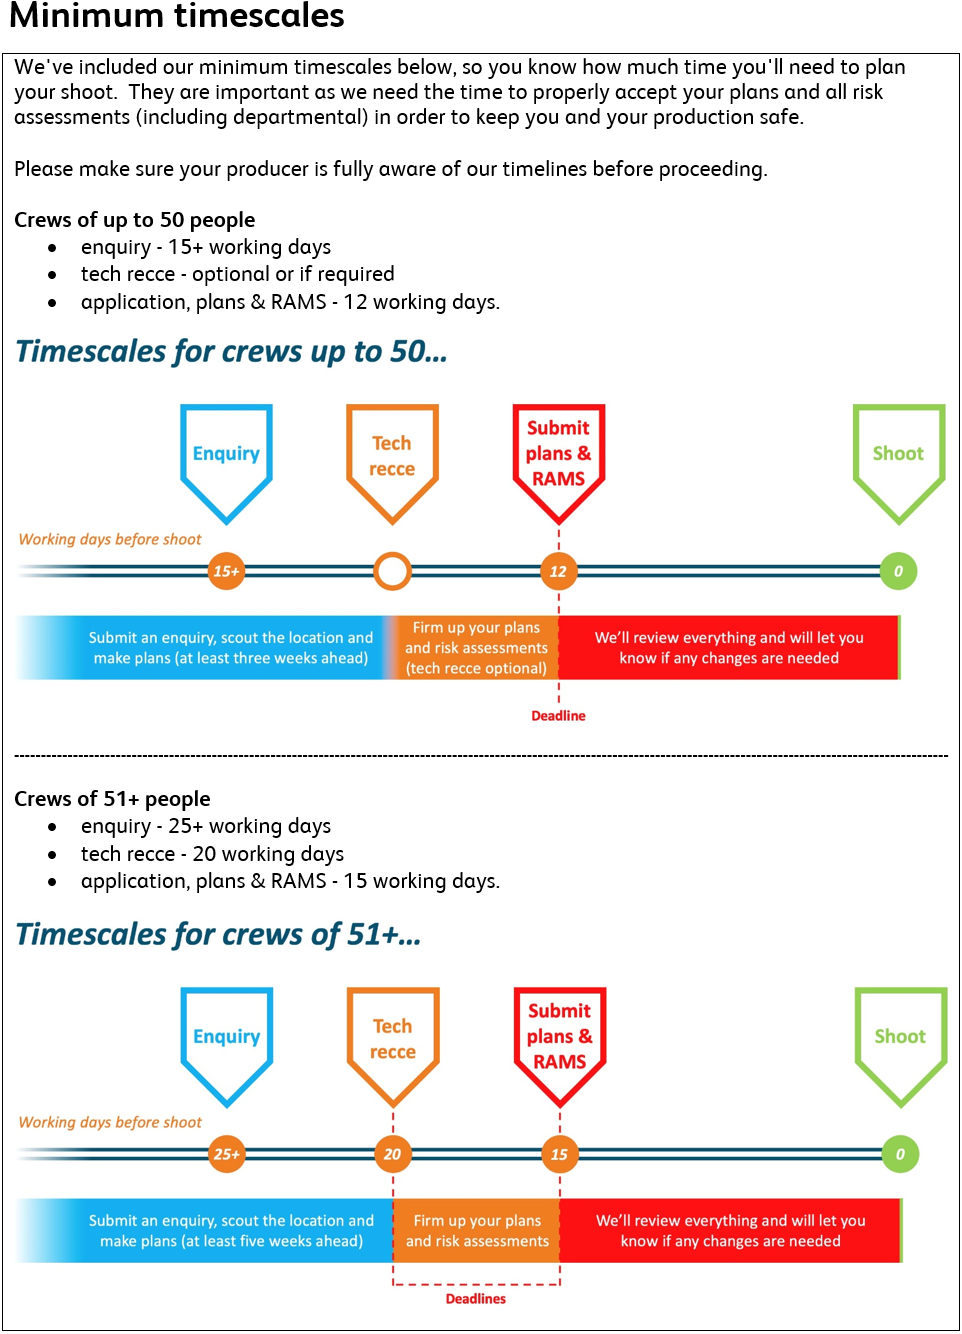 Minimum timescales
We've included our minimum timescales below, so you know how much time you'll need to plan
your shoot.  They are important as we need the time to properly accept your plans and all risk
assessments (including departmental) in order to keep you and your production safe.
Please make sure your producer is fully aware of our timelines before proceeding.
Crews of up to 50 people
• enquiry - 15+ working days
• tech recce - optional or if required
• application, plans & RAMS - 12 working days.
Timescales for crews up to 50...
Enquiry
Tech
recce
Submit
plans &
RAMS
Shoot
Working days before shoot
15+
12
0
Submit an enquiry, scout the location and
make plans (at least three weeks ahead)
Firm up your plans
and risk assessments
(tech recce optional)
We'll review everything and will let you
know if any changes are needed
Deadline
Crews of 51+ people
• enquiry - 25+ working days
• tech recce - 20 working days
• application, plans & RAMS - 15 working days.
Timescales for crews of 51+...
Enquiry
Tech
recce
Submit
plans &
RAMS
Shoot
Working days before shoot
25+
20
15
0
Submit an enquiry, scout the location and
make plans (at least five weeks ahead)
Firm up your plans
and risk assessments
We'll review everything and will let you
know if any changes are needed
Deadlines